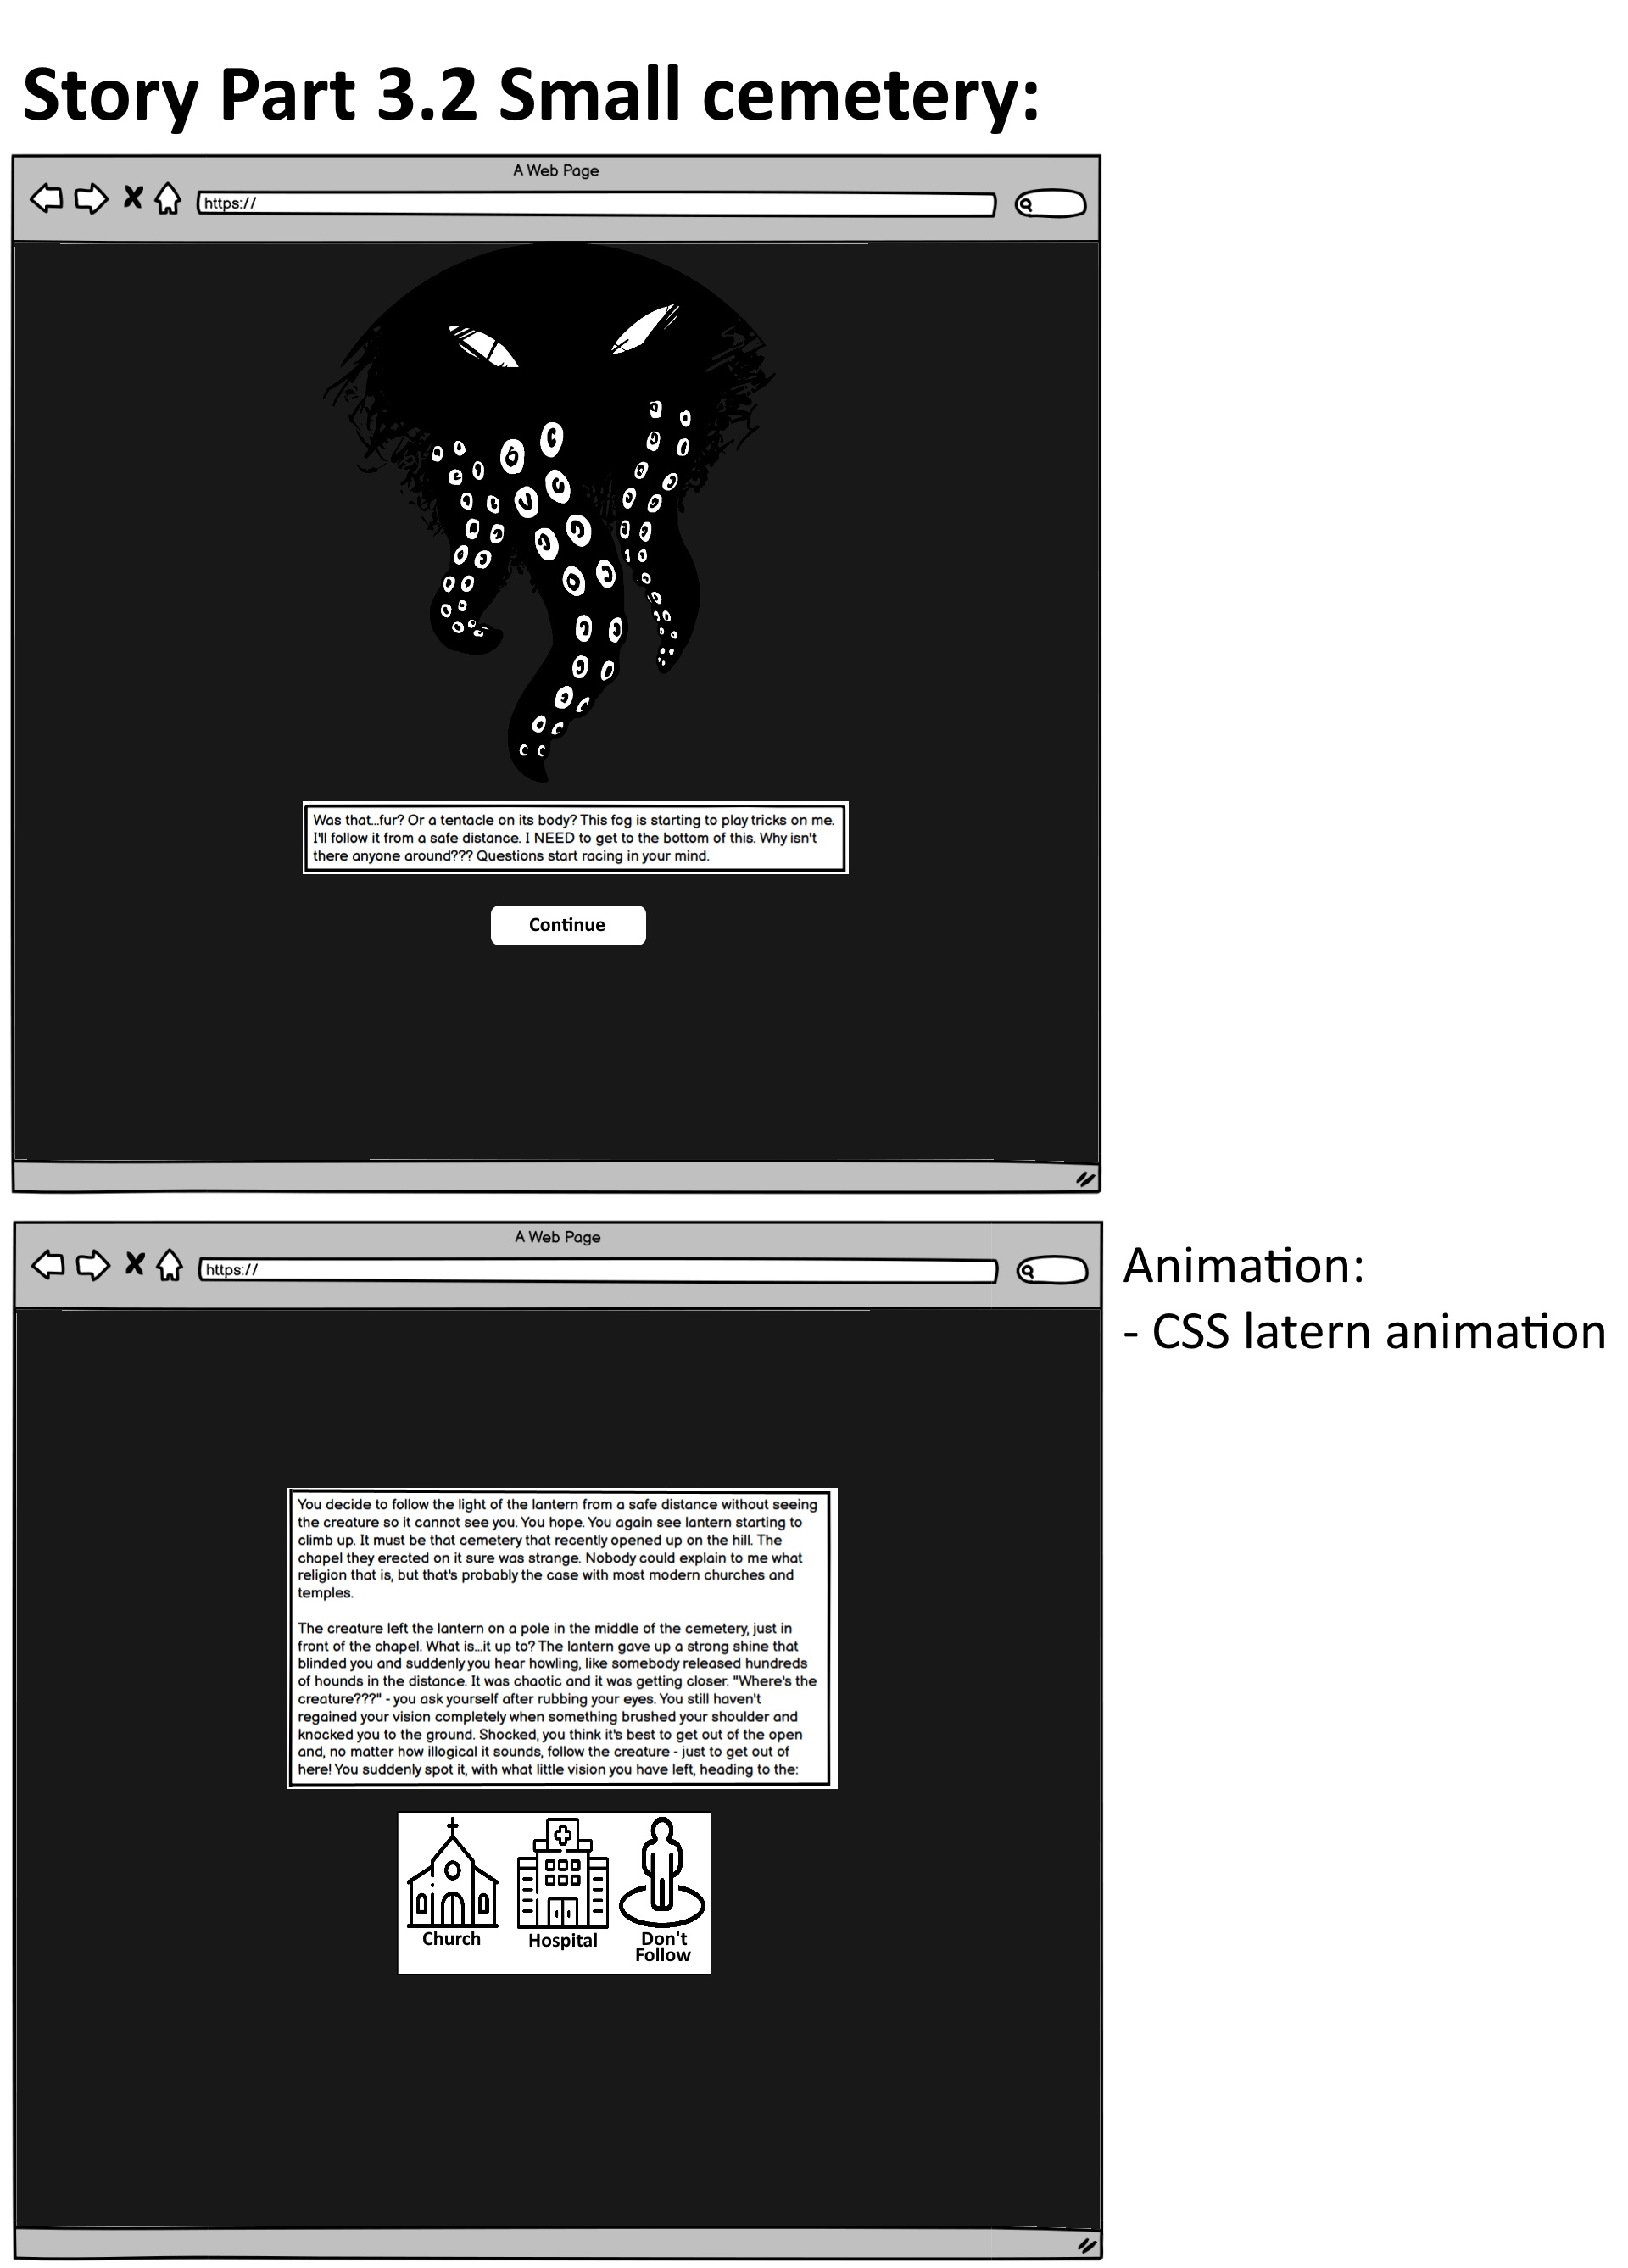 Story Part 3.2 Small cemetery:
A Web Page
https://
Was that...fur? Or a tentacle on its body? This fog is starting to play tricks on me.
I'll follow it from a safe distance. I NEED to get to the bottom of this. Why isn't
there anyone around??? Questions start racing in your mind.
Continue
A Web Page
https://
Animation:
- CSS latern animation
You decide to follow the light of the lantern from a safe distance without seeing
the creature so it cannot see you. You hope. You again see lantern starting to
climb up. It must be that cemetery that recently opened up on the hill. The
chapel they erected on it sure was strange. Nobody could explain to me what
religion that is, but that's probably the case with most modern churches and
temples.
The creature left the lantern on a pole in the middle of the cemetery, just in
front of the chapel. What is...it up to? The lantern gave up a strong shine that
blinded you and suddenly you hear howling, like somebody released hundreds
of hounds in the distance. It was chaotic and it was getting closer. "Where's the
creature???" - you ask yourself after rubbing your eyes. You still haven't
regained your vision completely when something brushed your shoulder and
knocked you to the ground. Shocked, you think it's best to get out of the open
and, no matter how illogical it sounds, follow the creature - just to get out of
here! You suddenly spot it, with what little vision you have left, heading to the:
Church
Hospital
Don't
Follow